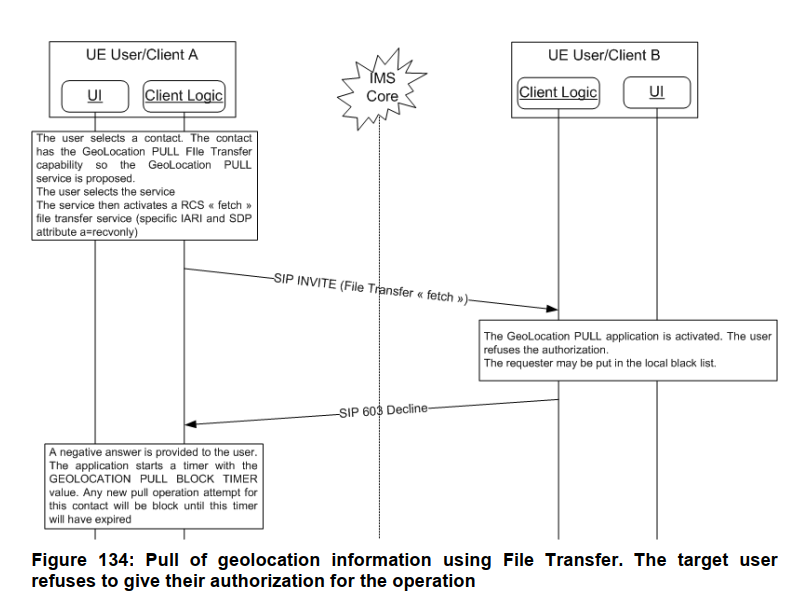 UE User/Client A
UI
Client Logic
IMS
Core
UE User/Client B
Client Logic
UI
The user selects a contact. The contact
has the GeoLocation PULL FIle Transfer
capability so the GeoLocation PULL
service is proposed.
The user selects the service
The service then activates a RCS « fetch »
file transfer service (specific IARI and SDP
attribute a=recvonly)
SIP INVITE (File Transfer « fetch »)
The GeoLocation PULL application is activated. The user
refuses the authorization.
The requester may be put in the local black list.
SIP 603 Decline
A negative answer is provided to the user.
The application starts a timer with the
GEOLOCATION PULL BLOCK TIMER
value. Any new pull operation attempt for
this contact will be block until this timer
will have expired
Figure 134: Pull of geolocation information using File Transfer. The target user
refuses to give their authorization for the operation